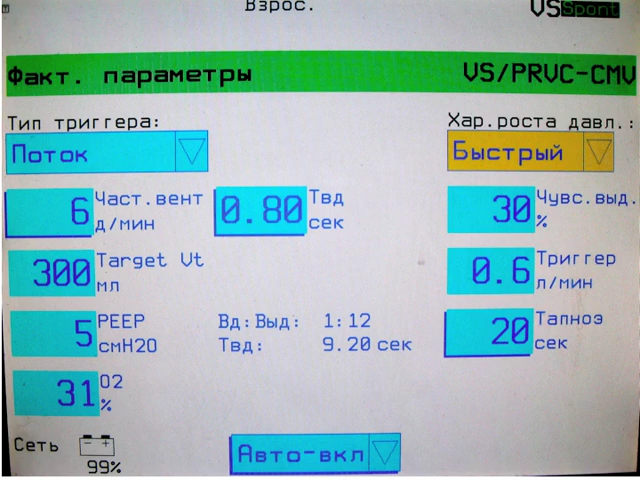 Взрос. VS Spont
Факт. параметры VS/PRVC-CMV
Тип триггера: Хар.роста давл.:
Поток Быстрый
6 Част.вент д/мин 0.80 Твд сек 30 Чувс.выд. %
300 Target Vt мл 0.6 Триггер л/мин
5 PEEP смH2O Вд:Выд: 1:12 20 Тапноэ сек
Твд: 9.20 сек
31 O2 %
Сеть 99% Авто-вкл